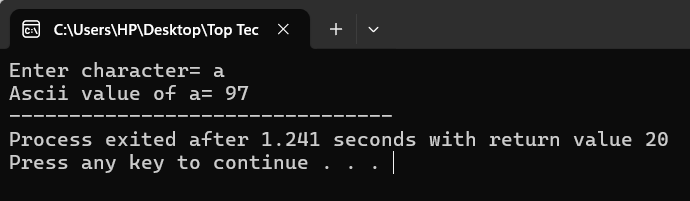 C:\Users\HP\Desktop\Top Tec
Enter character= a
Ascii value of a= 97
--------------------------------
Process exited after 1.241 seconds with return value 20
Press any key to continue . . .